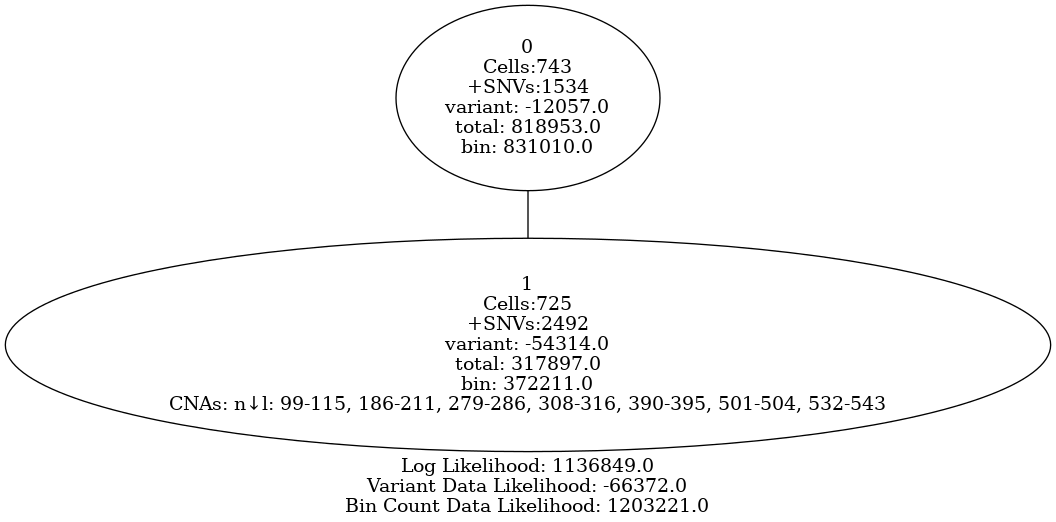 0
Cells:743
+SNVs:1534
variant: -12057.0
total: 818953.0
bin: 831010.0
1
Cells:725
+SNVs:2492
variant: -54314.0
total: 317897.0
bin: 372211.0
CNAs: n↓l: 99-115, 186-211, 279-286, 308-316, 390-395, 501-504, 532-543
Log Likelihood: 1136849.0
Variant Data Likelihood: -66372.0
Bin Count Data Likelihood: 1203221.0